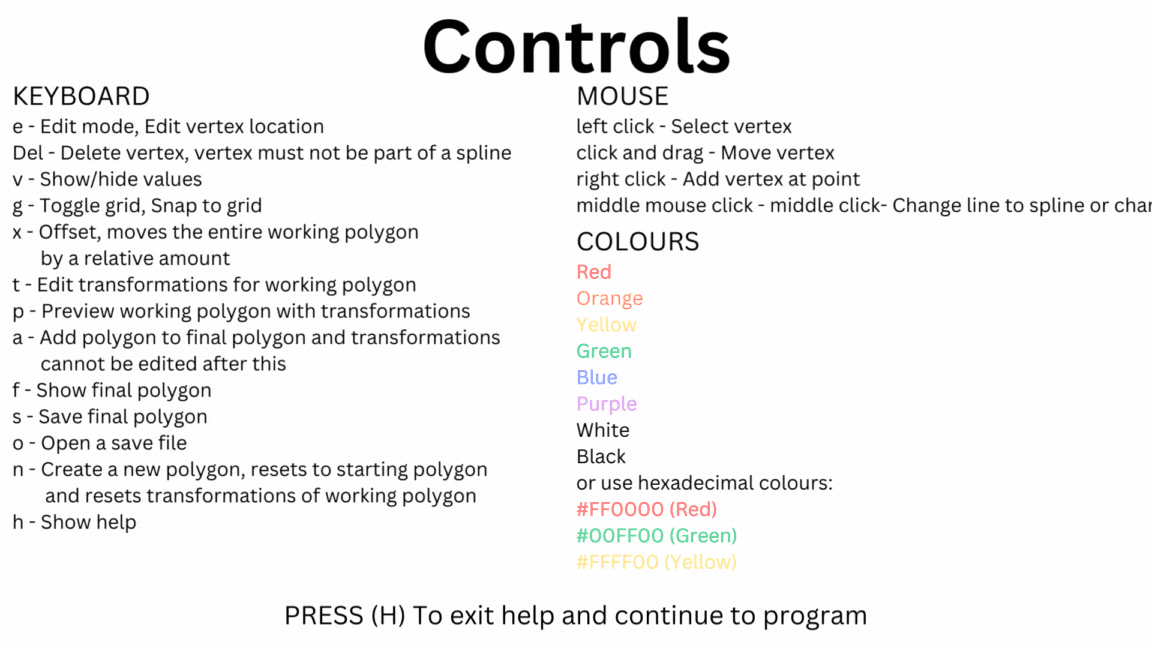 Controls
KEYBOARD
e - Edit mode, Edit vertex location
Del - Delete vertex, vertex must not be part of a spline
v - Show/hide values
g - Toggle grid, Snap to grid
x - Offset, moves the entire working polygon
by a relative amount
t - Edit transformations for working polygon
p - Preview working polygon with transformations
a - Add polygon to final polygon and transformations
cannot be edited after this
f - Show final polygon
s - Save final polygon
o - Open a save file
n - Create a new polygon, resets to starting polygon
and resets transformations of working polygon
h - Show help
MOUSE
left click - Select vertex
click and drag - Move vertex
right click - Add vertex at point
middle mouse click - middle click- Change line to spline or
COLOURS
Red
Orange
Yellow
Green
Blue
Purple
White
Black
or use hexadecimal colours:
#FF0000 (Red)
#00FF00 (Green)
#FFFF00 (Yellow)
PRESS (H) To exit help and continue to program